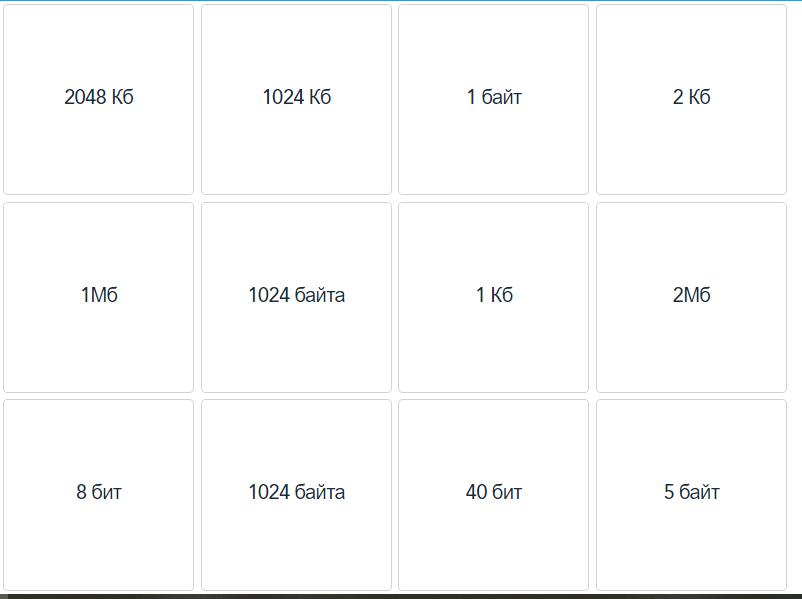 2048 Кб
1024 Кб
1 байт
2 Кб
1Мб
1024 байта
1 Кб
2Мб
8 бит
1024 байта
40 бит
5 байт